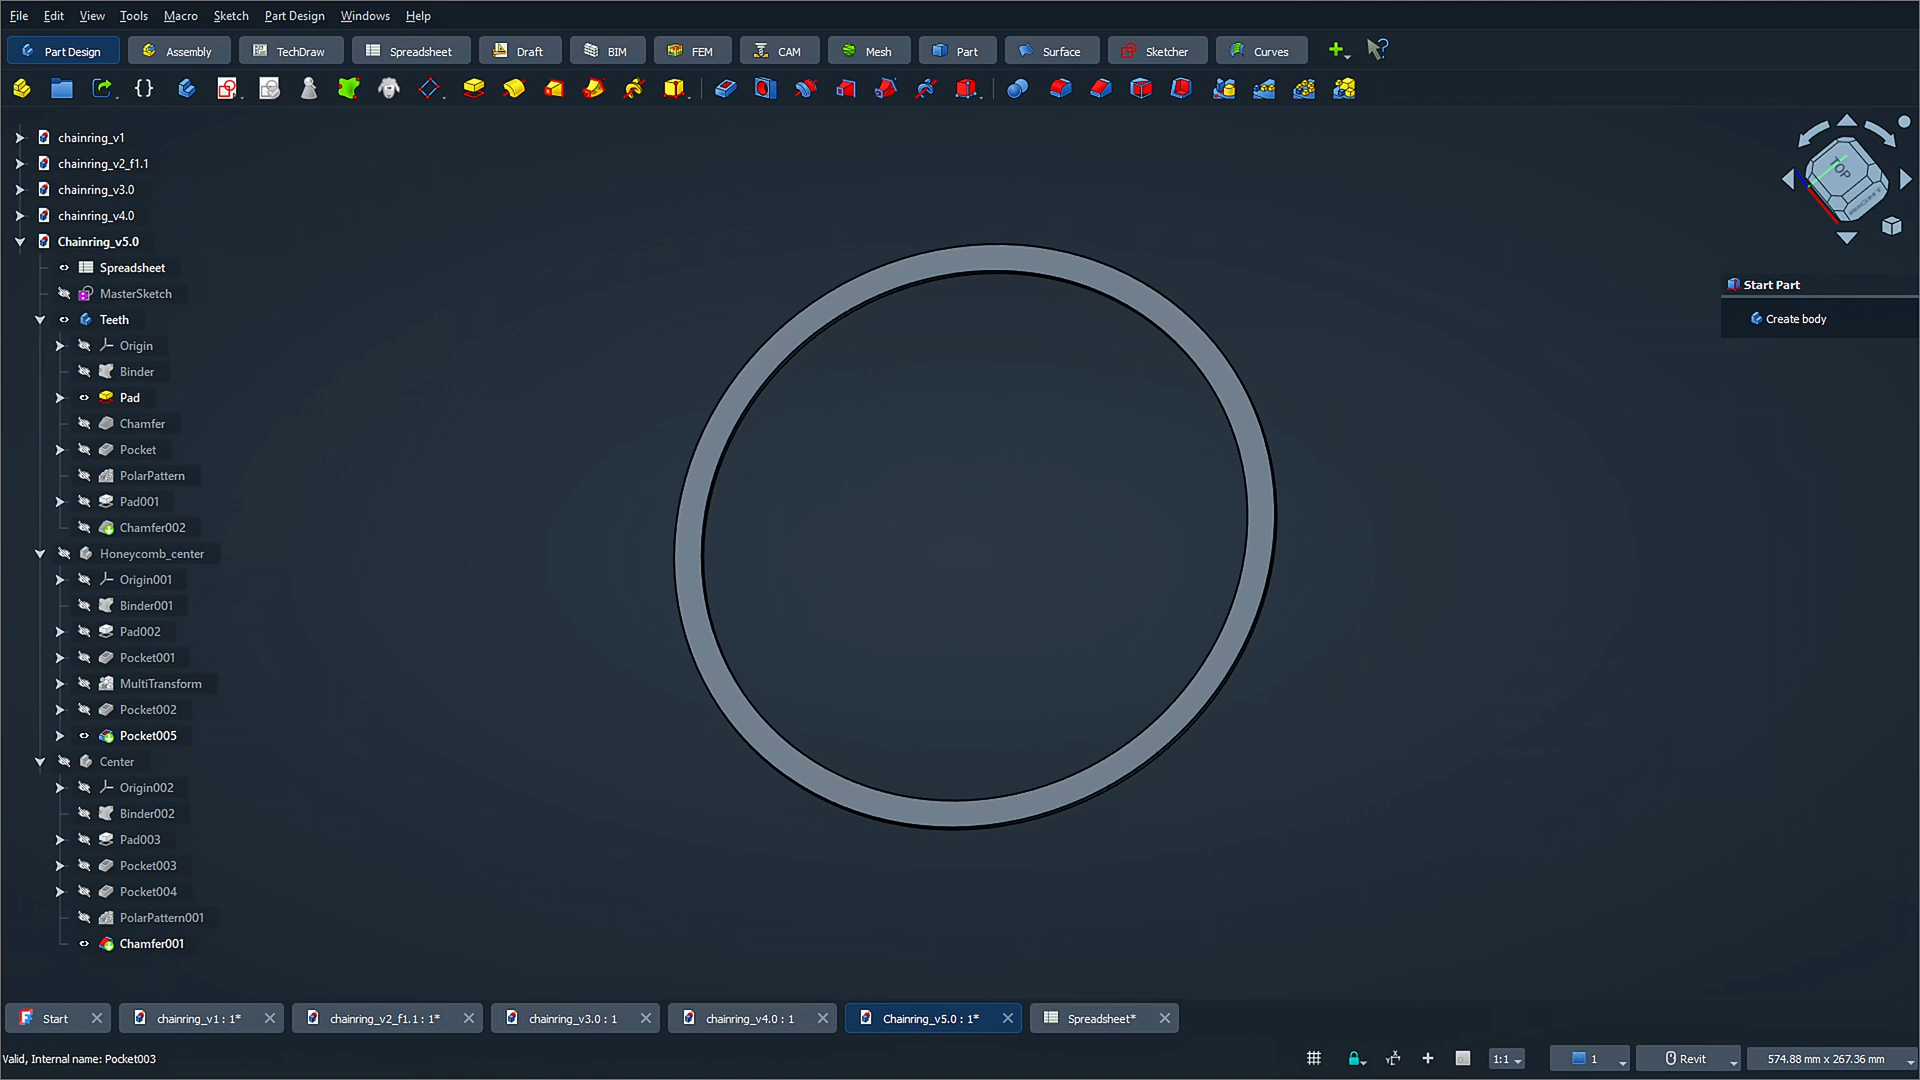 File Edit View Tools Macro Sketch Part Design Windows Help
Part Design Assembly TechDraw Spreadsheet Draft BIM FEM CAM Mesh Part Surface Sketcher Curves
chainring_v1
chainring_v2_f1.1
chainring_v3.0
chainring_v4.0
Chainring_v5.0
Spreadsheet
MasterSketch
Teeth
Origin
Binder
Pad
Chamfer
Pocket
PolarPattern
Pad001
Chamfer002
Honeycomb_center
Origin001
Binder001
Pad002
Pocket001
MultiTransform
Pocket002
Pocket005
Center
Origin002
Binder002
Pad003
Pocket003
Pocket004
PolarPattern001
Chamfer001
TOP
Start Part
Create body
Start chainring_v1 : 1* chainring_v2_f1.1 : 1* chainring_v3.0 : 1 chainring_v4.0 : 1 Chainring_v5.0 : 1* Spreadsheet*
Valid, Internal name: Pocket003 1:1 1 Revit 574.88 mm x 267.36 mm